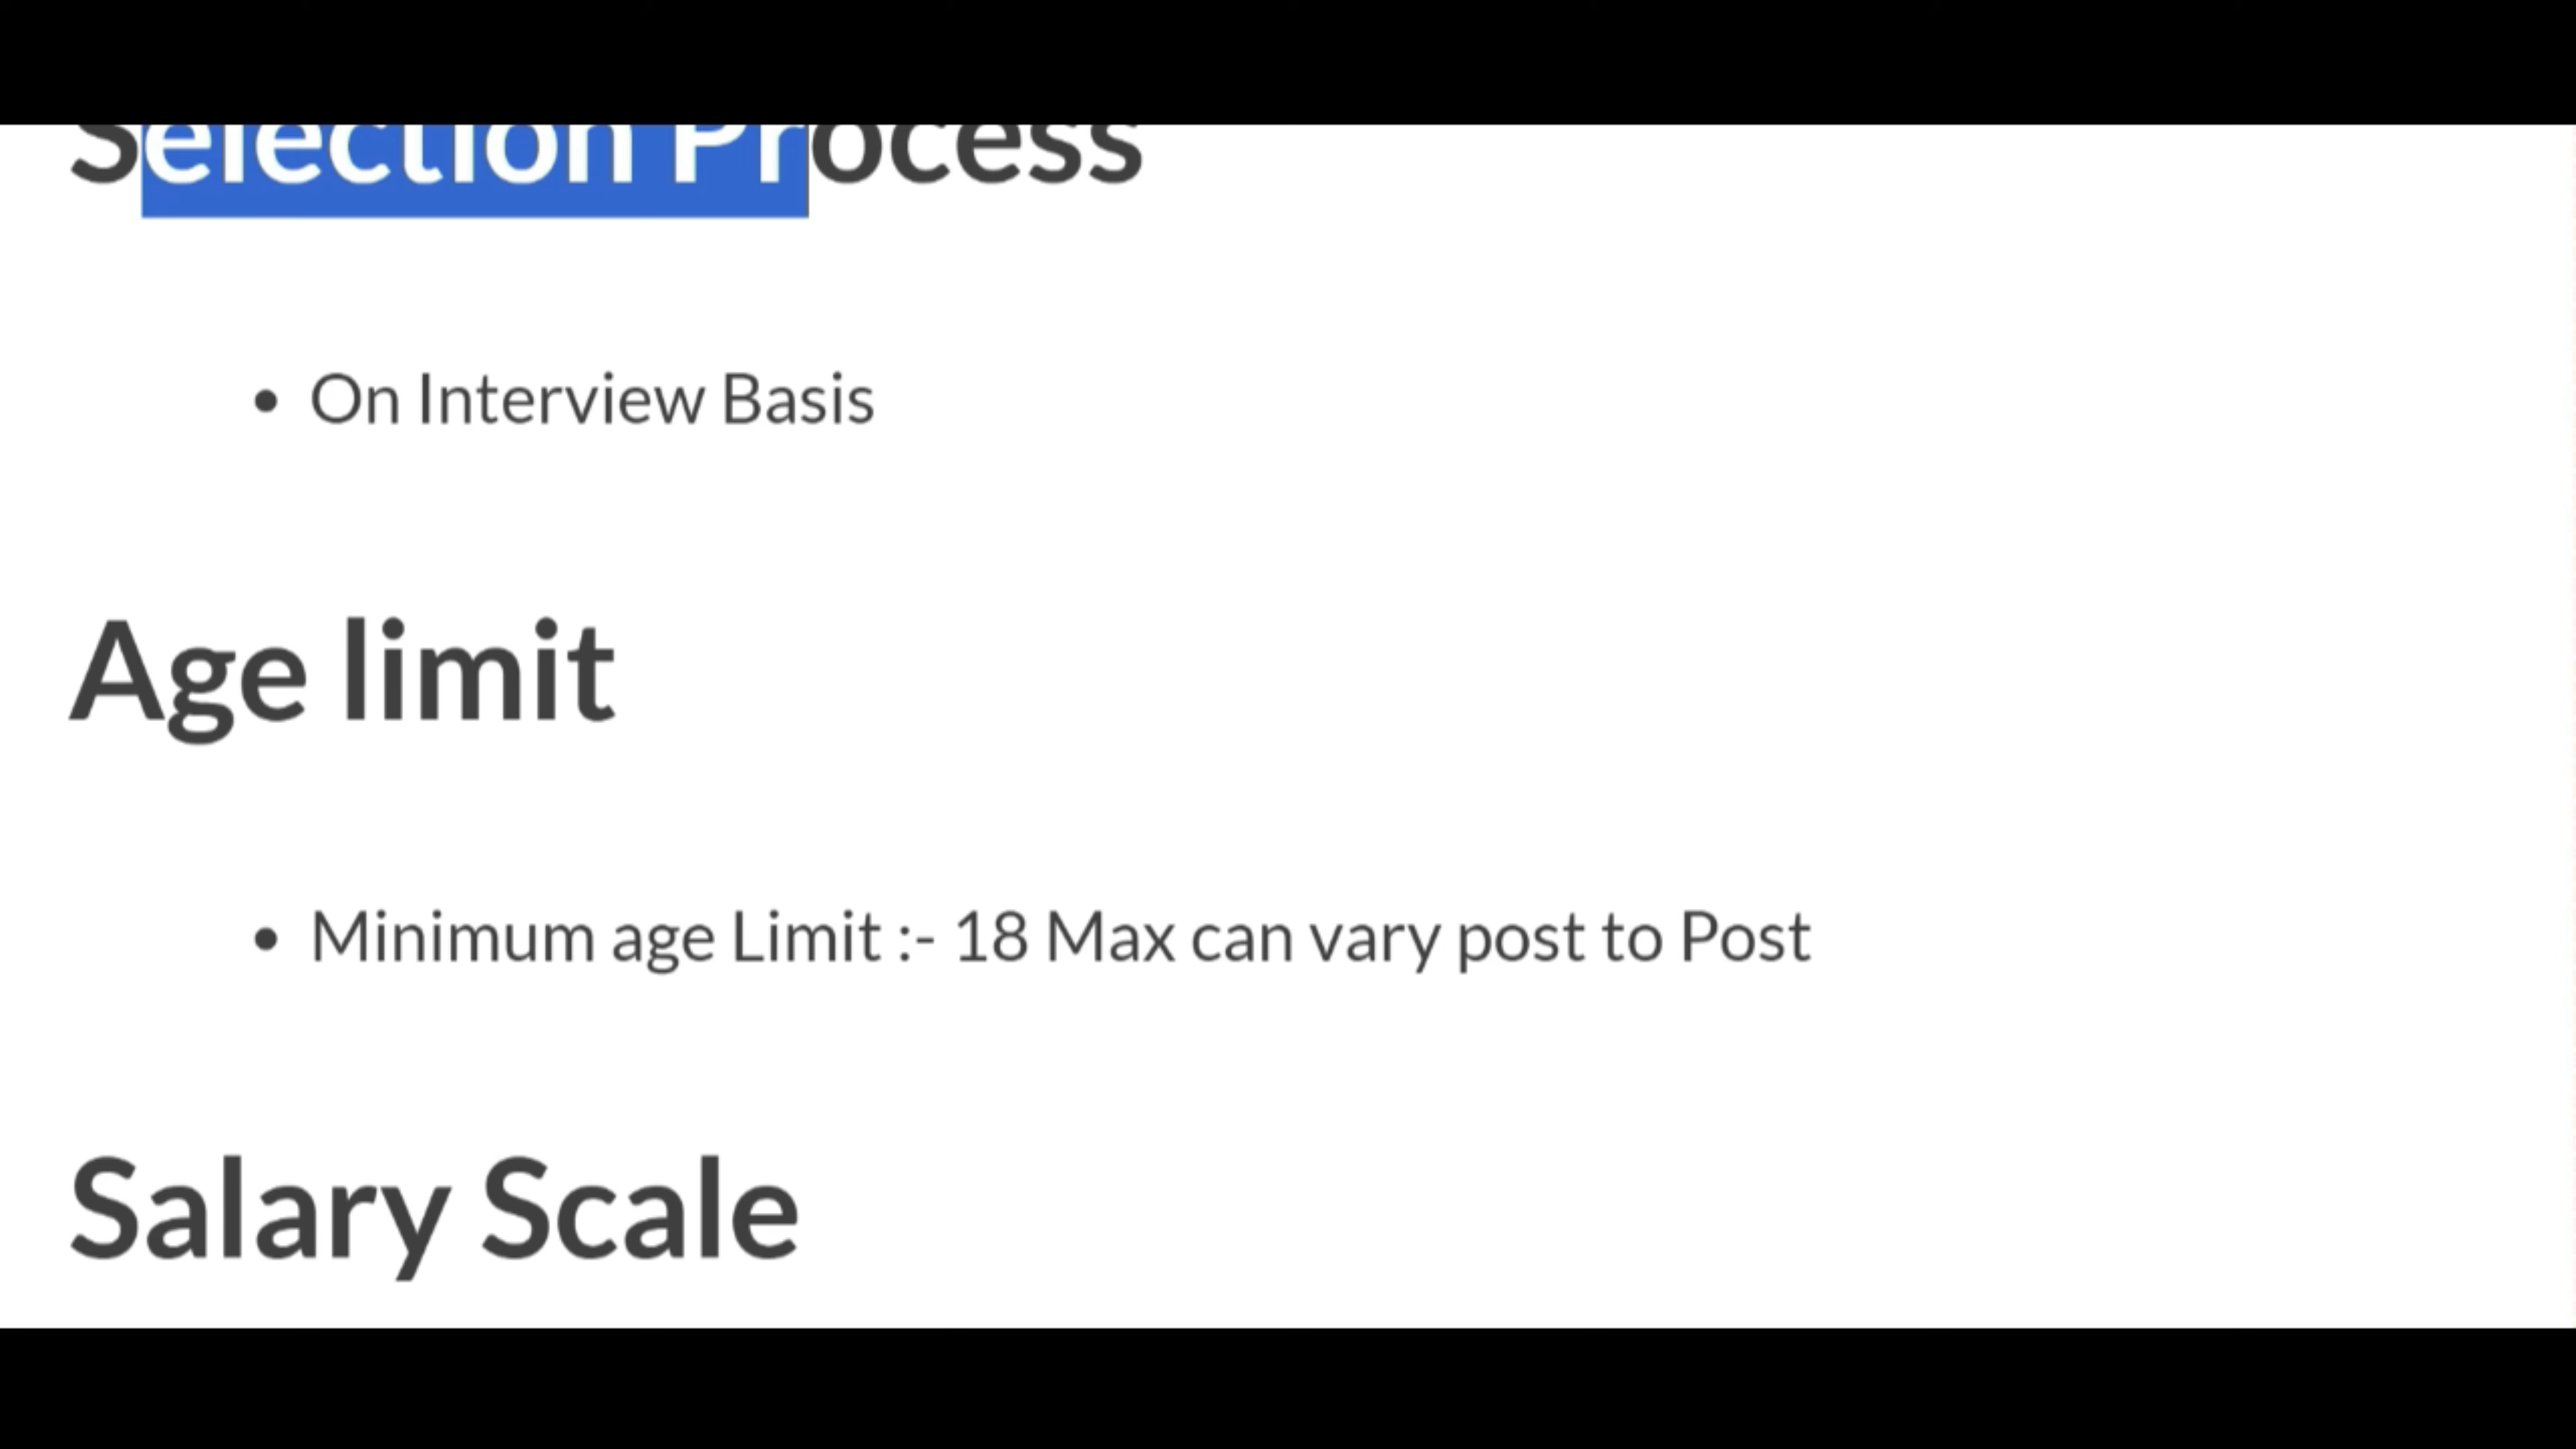 Selection Process
• On Interview Basis
Age limit
• Minimum age Limit :- 18 Max can vary post to Post
Salary Scale